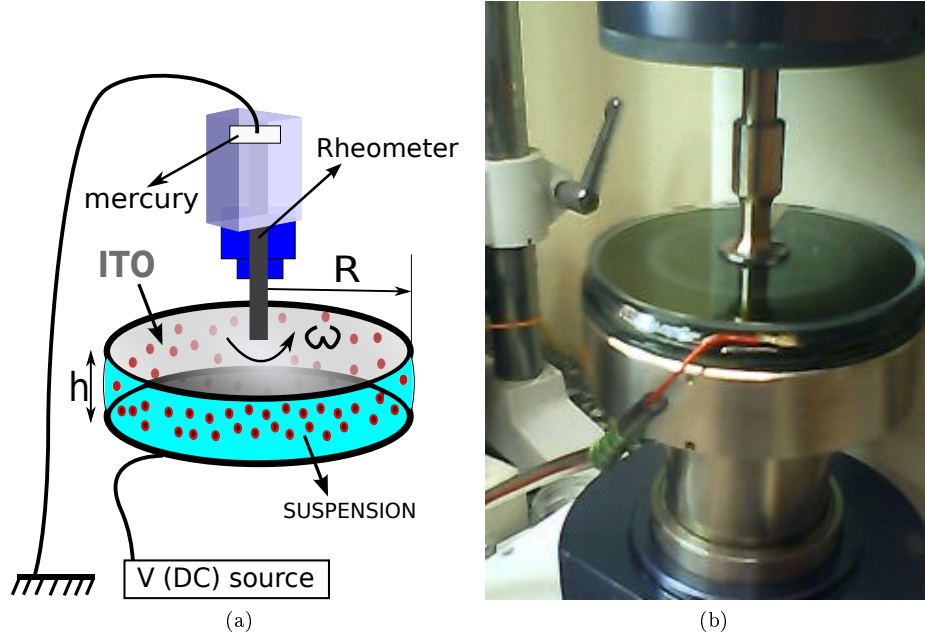 Rheometer
mercury
ITO
R
ω
h
SUSPENSION
V (DC) source
(a)
(b)